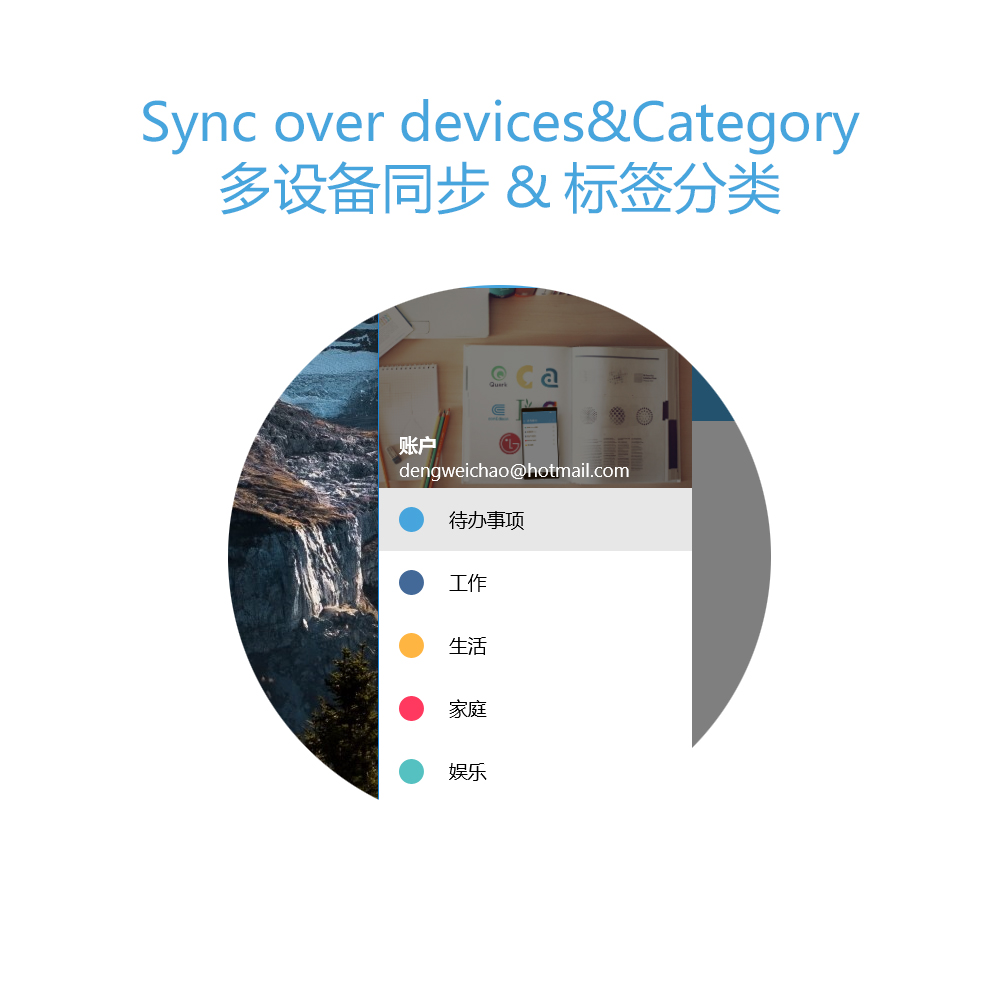 Sync over devices&Category
多设备同步 & 标签分类
Quora
账户
dengweichao@hotmail.com
待办事项
工作
生活
家庭
娱乐